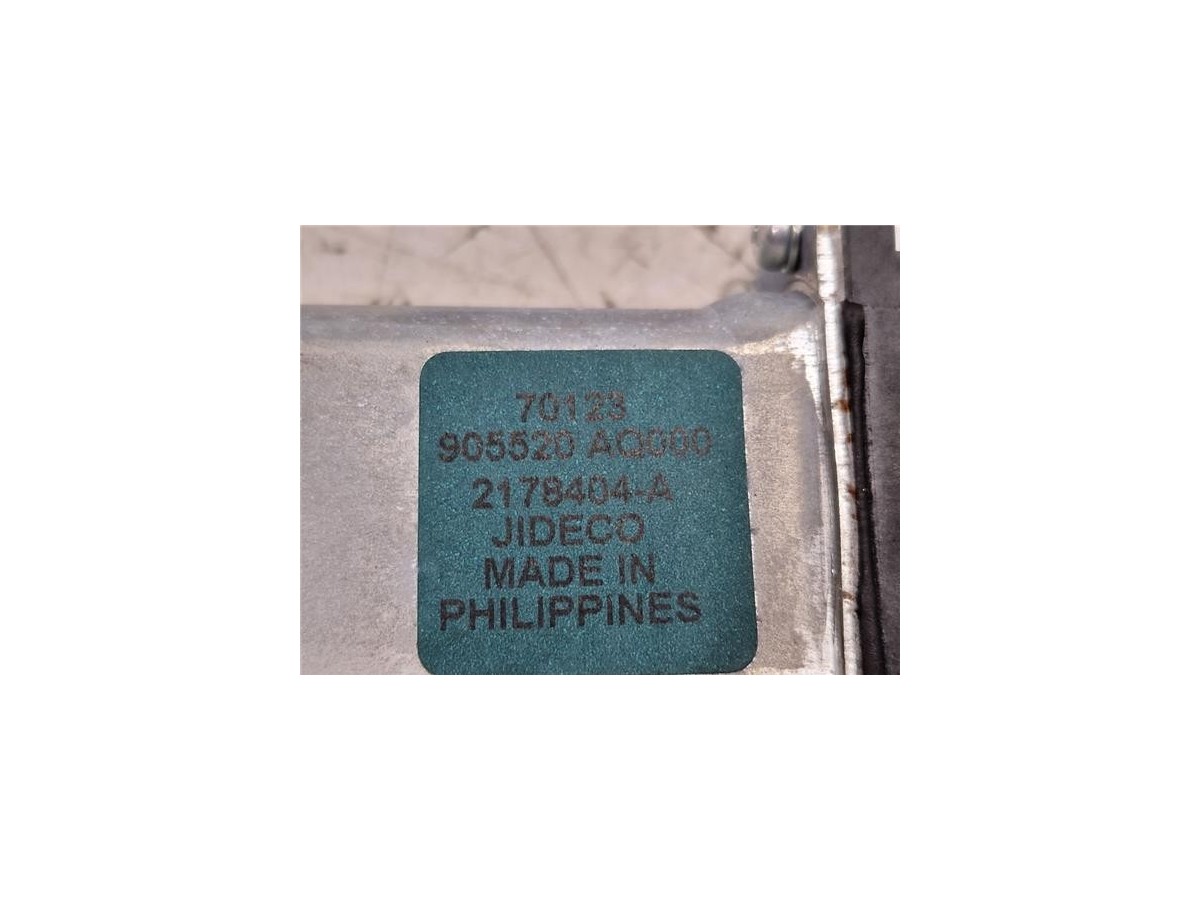 70123
905520 AQ000
2178404-A
JIDECO
MADE IN
PHILIPPINES